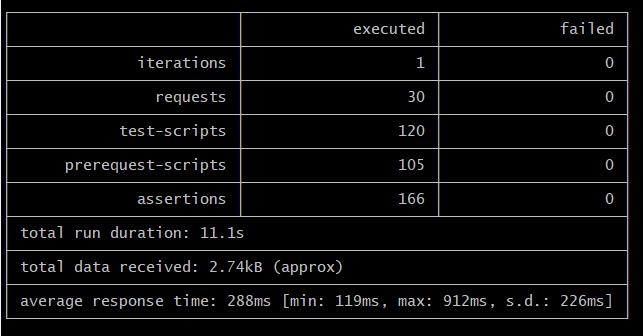 executed failed
iterations 1 0
requests 30 0
test-scripts 120 0
prerequest-scripts 105 0
assertions 166 0
total run duration: 11.1s
total data received: 2.74kB (approx)
average response time: 288ms [min: 119ms, max: 912ms, s.d.: 226ms]